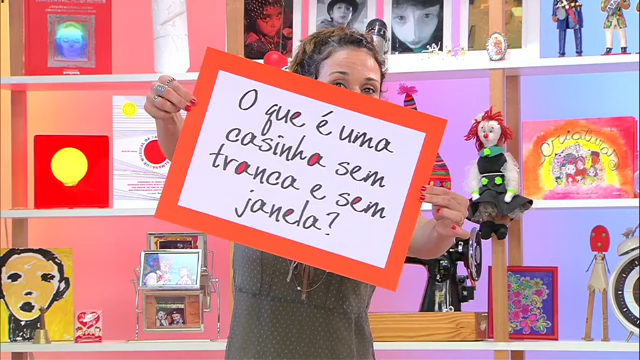 O que é uma
casinha sem
tranca e sem
janela?